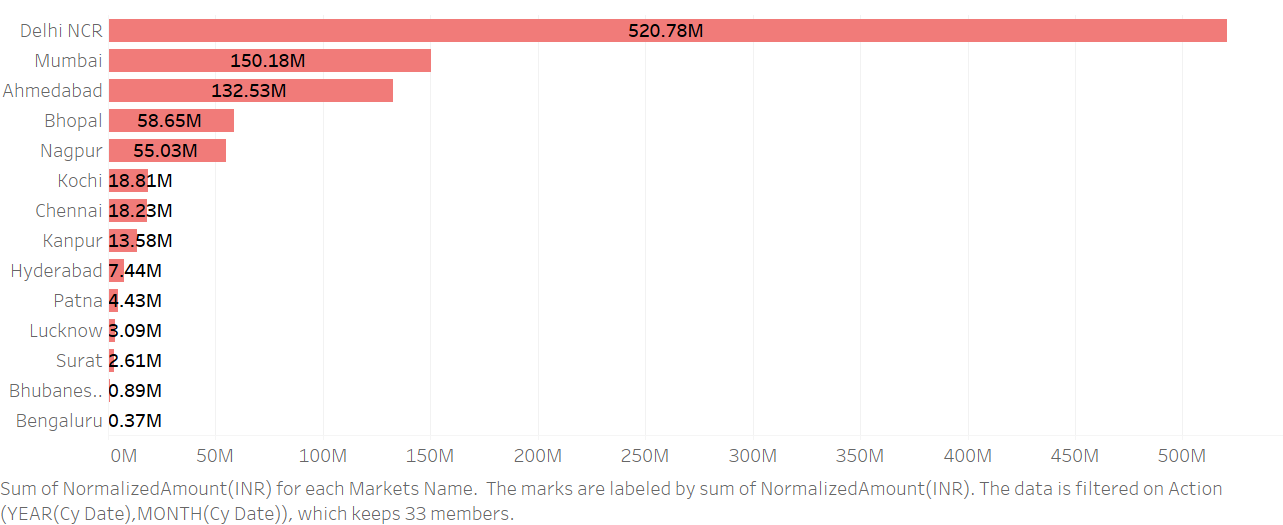 Delhi NCR 520.78M
Mumbai 150.18M
Ahmedabad 132.53M
Bhopal 58.65M
Nagpur 55.03M
Kochi 18.81M
Chennai 18.23M
Kanpur 13.58M
Hyderabad 7.44M
Patna 4.43M
Lucknow 3.09M
Surat 2.61M
Bhubanes.. 0.89M
Bengaluru 0.37M
0M 50M 100M 150M 200M 250M 300M 350M 400M 450M 500M
Sum of NormalizedAmount(INR) for each Markets Name.  The marks are labeled by sum of NormalizedAmount(INR). The data is filtered on Action
(YEAR(Cy Date),MONTH(Cy Date)), which keeps 33 members.